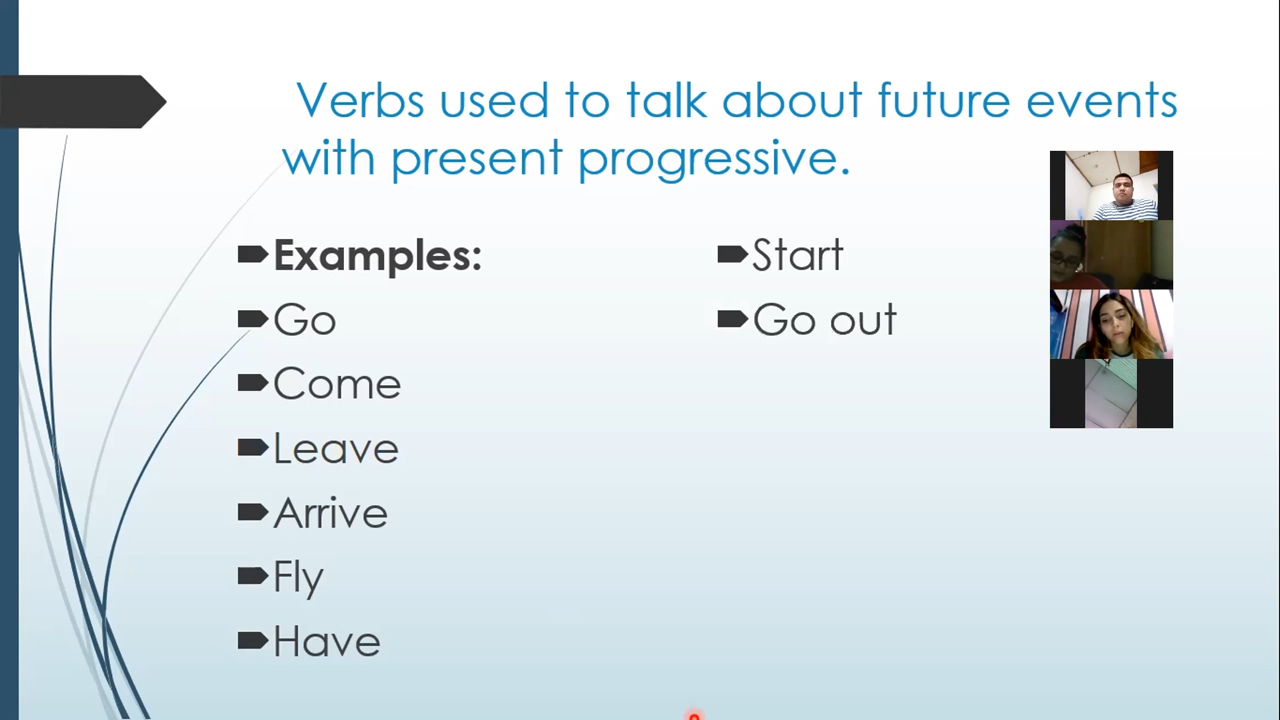 Verbs used to talk about future events
with present progressive.
Examples:
Go
Come
Leave
Arrive
Fly
Have
Start
Go out